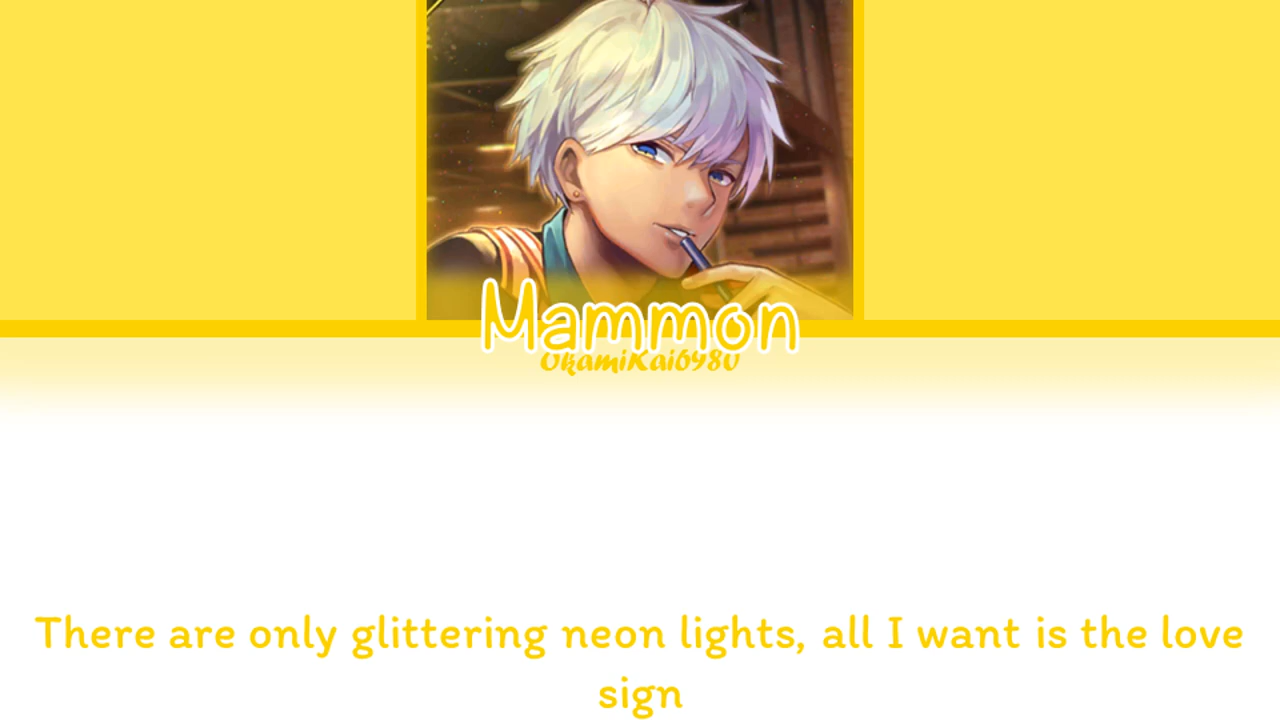 Mammon
OkamiKai6980
There are only glittering neon lights, all I want is the love
sign